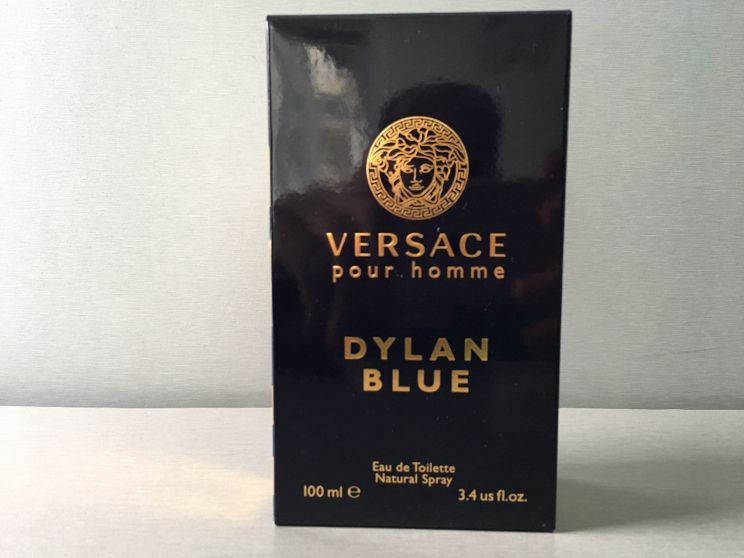 VERSACE
pour homme
DYLAN
BLUE
Eau de Toilette
Natural Spray
100 ml ℮ 3.4 us fl.oz.